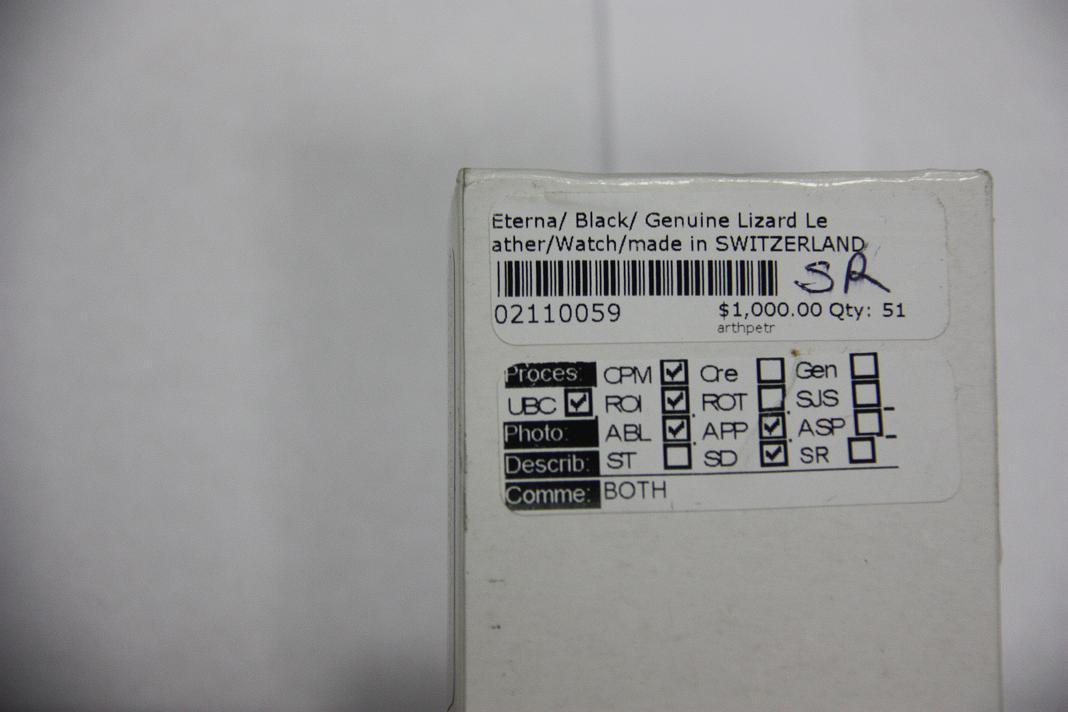 Eterna/ Black/ Genuine Lizard Le
ather/Watch/made in SWITZERLAND
SR
02110059 $1,000.00 Qty: 51
arthpetr
Proces: CPM Cre Gen
UBC ROI ROT SJS
Photo: ABL APP ASP
Describ: ST SD SR
Comme: BOTH